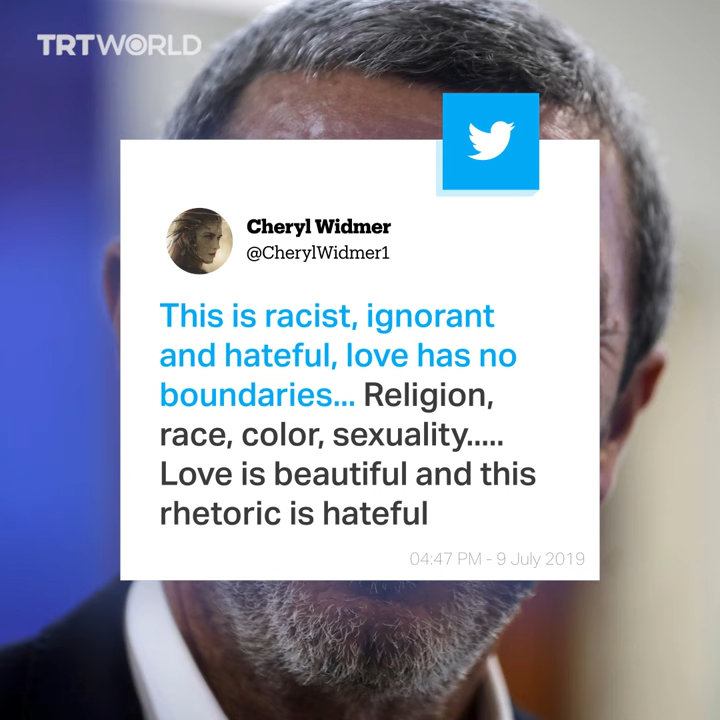 TRTWORLD
Cheryl Widmer
@CherylWidmer1
This is racist, ignorant
and hateful, love has no
boundaries... Religion,
race, color, sexuality.....
Love is beautiful and this
rhetoric is hateful
04:47 PM - 9 July 2019